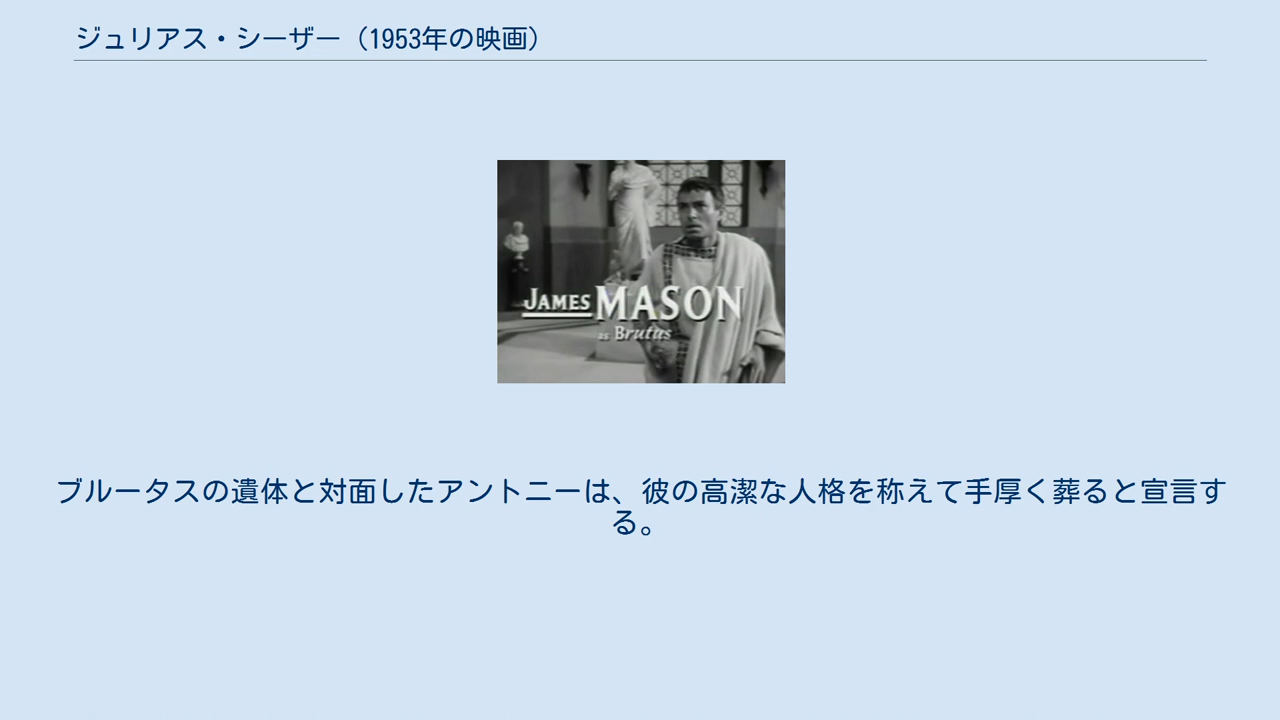 ジュリアス・シーザー（1953年の映画）
JAMES MASON
as Brutus
ブルータスの遺体と対面したアントニーは、彼の高潔な人格を称えて手厚く葬ると宣言す
る。